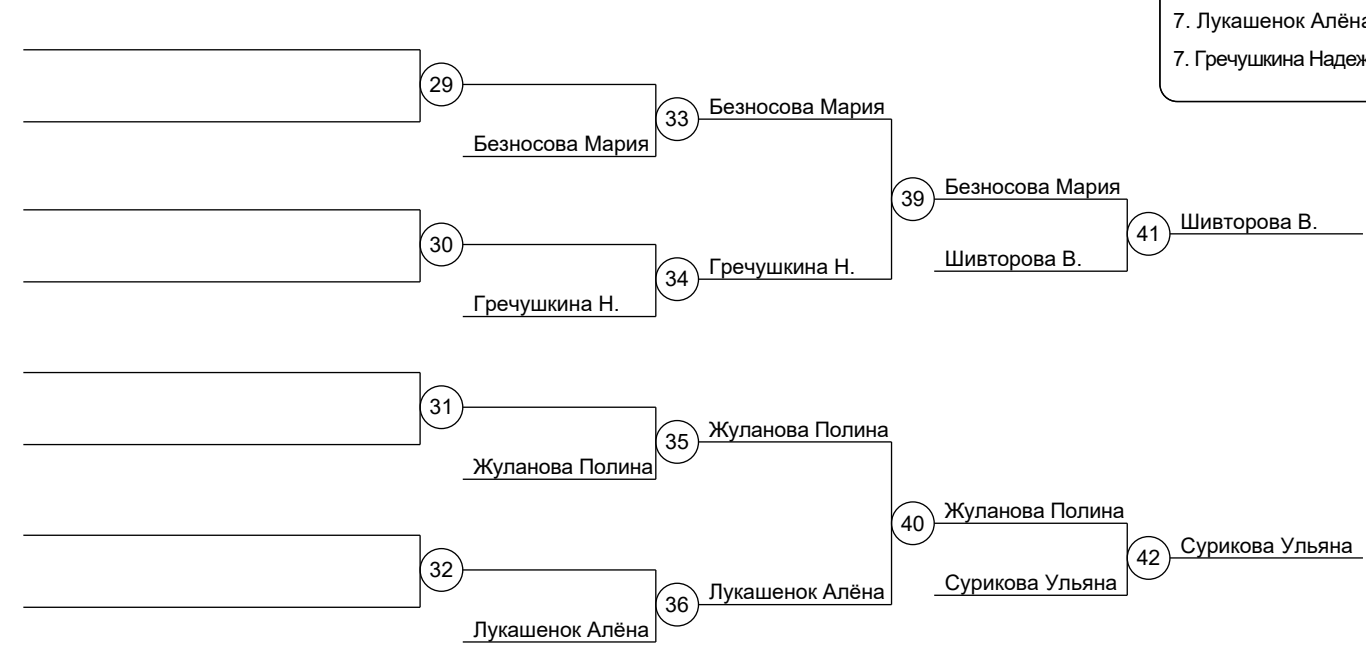 7. Лукашенок Алёна
7. Гречушкина Надеж
29
33
Безносова Мария
Безносова Мария
39
Безносова Мария
30
41
Шивторова В.
34
Гречушкина Н.
Шивторова В.
Гречушкина Н.
31
35
Жуланова Полина
Жуланова Полина
40
Жуланова Полина
32
42
Сурикова Ульяна
36
Лукашенок Алёна
Сурикова Ульяна
Лукашенок Алёна